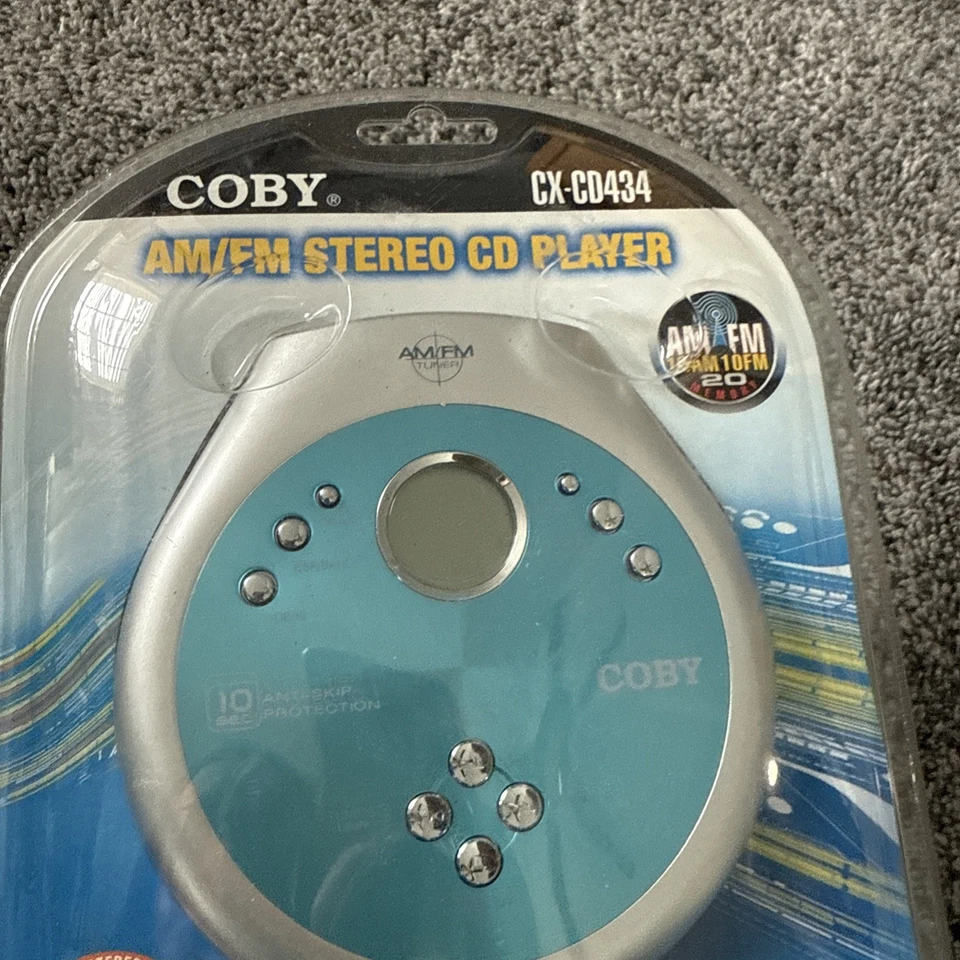 COBY®
CX-CD434
AM/FM STEREO CD PLAYER
AM/FM
TUNER
AM FM
10AM 10FM
20
MEMORY
10 ANTI-SKIP
SEC PROTECTION
COBY